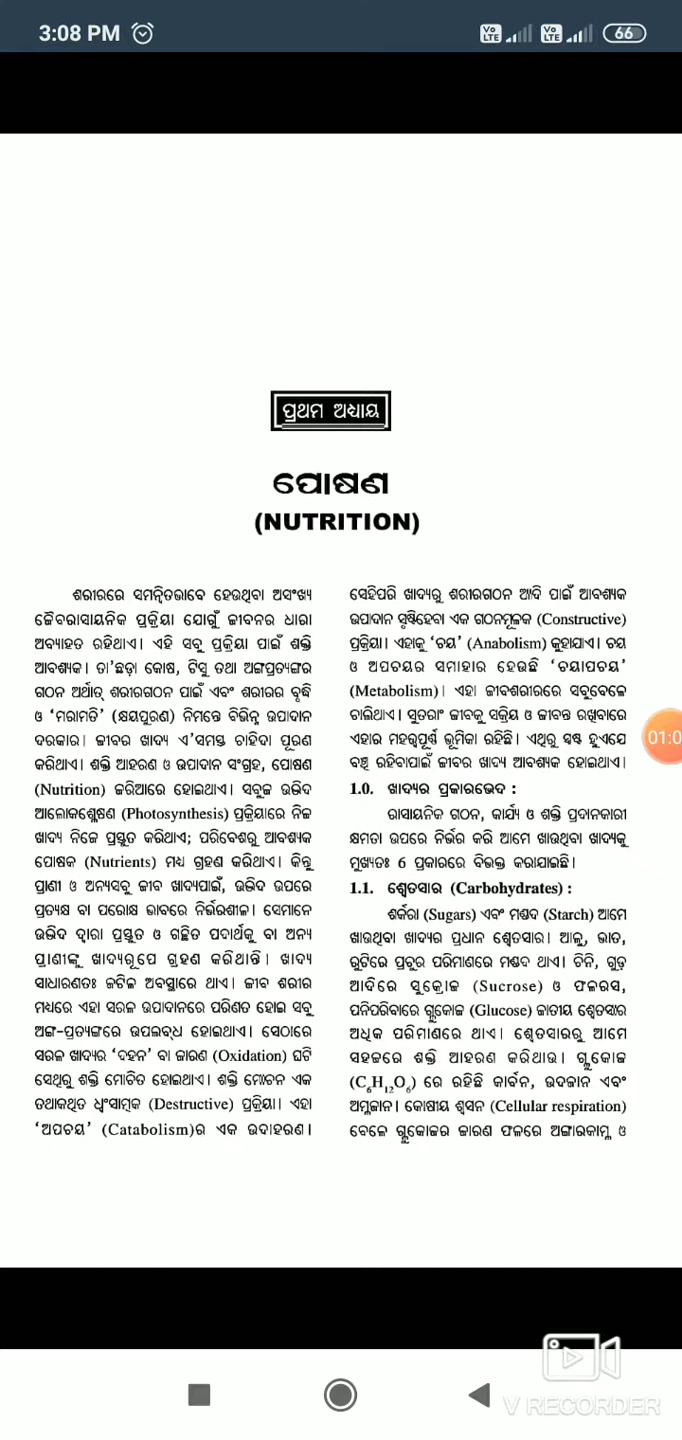 3:08 PM
Vo LTE
Vo LTE
66
ପ୍ରଥମ ଅଧ୍ୟାୟ
ପୋଷଣ
(NUTRITION)
ଶରୀରରେ ସମନ୍ୱିତଭାବେ ହେଉଥିବା ଅସଂଖ୍ୟ
ଜୈବରାସାୟନିକ ପ୍ରକ୍ରିୟା ଯୋଗୁଁ ଜୀବନର ଧାରା
ଅବ୍ୟାହତ ରହିଥାଏ। ଏହି ସବୁ ପ୍ରକ୍ରିୟା ପାଇଁ ଶକ୍ତି
ଆବଶ୍ୟକ। ତା’ଛଡ଼ା କୋଷ, ଟିସୁ ତଥା ଅଙ୍ଗପ୍ରତ୍ୟଙ୍ଗର
ଗଠନ ଅର୍ଥାତ୍ ଶରୀରଗଠନ ପାଇଁ ଏବଂ ଶରୀରର ବୃଦ୍ଧି
ଓ ‘ମରାମତି’ (କ୍ଷୟପୂରଣ) ନିମନ୍ତେ ବିଭିନ୍ନ ଉପାଦାନ
ଦରକାର। ଜୀବର ଖାଦ୍ୟ ଏ’ସମସ୍ତ ଚାହିଦା ପୂରଣ
କରିଥାଏ। ଶକ୍ତି ଆହରଣ ଓ ଉପାଦାନ ସଂଗ୍ରହ, ପୋଷଣ
(Nutrition) ଜରିଆରେ ହୋଇଥାଏ। ସବୁଜ ଉଦ୍ଭିଦ
ଆଲୋକଶ୍ଳେଷଣ (Photosynthesis) ପ୍ରକ୍ରିୟାରେ ନିଜ
ଖାଦ୍ୟ ନିଜେ ପ୍ରସ୍ତୁତ କରିଥାଏ; ପରିବେଶରୁ ଆବଶ୍ୟକ
ପୋଷକ (Nutrients) ମଧ୍ୟ ଗ୍ରହଣ କରିଥାଏ। କିନ୍ତୁ
ପ୍ରାଣୀ ଓ ଅନ୍ୟସବୁ ଜୀବ ଖାଦ୍ୟପାଇଁ, ଉଦ୍ଭିଦ ଉପରେ
ପ୍ରତ୍ୟକ୍ଷ ବା ପରୋକ୍ଷ ଭାବରେ ନିର୍ଭରଶୀଳ। ସେମାନେ
ଉଦ୍ଭିଦ ଦ୍ୱାରା ପ୍ରସ୍ତୁତ ଓ ଗଚ୍ଛିତ ପଦାର୍ଥକୁ ବା ଅନ୍ୟ
ପ୍ରାଣୀଙ୍କୁ ଖାଦ୍ୟରୂପେ ଗ୍ରହଣ କରିଥାନ୍ତି। ଖାଦ୍ୟ
ସାଧାରଣତଃ ଜଟିଳ ଅବସ୍ଥାରେ ଥାଏ। ଜୀବ ଶରୀର
ମଧ୍ୟରେ ଏହା ସରଳ ଉପାଦାନରେ ପରିଣତ ହୋଇ ସବୁ
ଅଙ୍ଗ-ପ୍ରତ୍ୟଙ୍ଗରେ ଉପଲବ୍ଧ ହୋଇଥାଏ। ସେଠାରେ
ସରଳ ଖାଦ୍ୟର ‘ଦହନ’ ବା ଜାରଣ (Oxidation) ଘଟି
ସେଥିରୁ ଶକ୍ତି ମୋଚିତ ହୋଇଥାଏ। ଶକ୍ତି ମୋଚନ ଏକ
ତଥାକଥିତ ଧ୍ୱଂସାତ୍ମକ (Destructive) ପ୍ରକ୍ରିୟା। ଏହା
‘ଅପଚୟ’ (Catabolism)ର ଏକ ଉଦାହରଣ।
ସେହିପରି ଖାଦ୍ୟରୁ ଶରୀରଗଠନ ଆଦି ପାଇଁ ଆବଶ୍ୟକ
ଉପାଦାନ ସୃଷ୍ଟିହେବା ଏକ ଗଠନମୂଳକ (Constructive)
ପ୍ରକ୍ରିୟା। ଏହାକୁ ‘ଚୟ’ (Anabolism) କୁହାଯାଏ। ଚୟ
ଓ ଅପଚୟର ସମାହାର ହେଉଛି ‘ଚୟାପଚୟ’
(Metabolism)। ଏହା ଜୀବଶରୀରରେ ସବୁବେଳେ
ଚାଲିଥାଏ। ସୁତରାଂ ଜୀବକୁ ସକ୍ରିୟ ଓ ଜୀବନ୍ତ ରଖିବାରେ
ଏହାର ମହତ୍ତ୍ୱପୂର୍ଣ୍ଣ ଭୂମିକା ରହିଛି। ଏଥିରୁ ସ୍ପଷ୍ଟ ହୁଏଯେ
ବଞ୍ଚି ରହିବାପାଇଁ ଜୀବର ଖାଦ୍ୟ ଆବଶ୍ୟକ ହୋଇଥାଏ।
1.0. ଖାଦ୍ୟର ପ୍ରକାରଭେଦ :
ରାସାୟନିକ ଗଠନ, କାର୍ଯ୍ୟ ଓ ଶକ୍ତି ପ୍ରଦାନକାରୀ
କ୍ଷମତା ଉପରେ ନିର୍ଭର କରି ଆମେ ଖାଉଥିବା ଖାଦ୍ୟକୁ
ମୁଖ୍ୟତଃ 6 ପ୍ରକାରରେ ବିଭକ୍ତ କରାଯାଇଛି।
1.1. ଶ୍ୱେତସାର (Carbohydrates) :
ଶର୍କରା (Sugars) ଏବଂ ମଣ୍ଡଦ (Starch) ଆମେ
ଖାଉଥିବା ଖାଦ୍ୟର ପ୍ରଧାନ ଶ୍ୱେତସାର। ଆଳୁ, ଭାତ,
ରୁଟିରେ ପ୍ରଚୁର ପରିମାଣରେ ମଣ୍ଡଦ ଥାଏ। ଚିନି, ଗୁଡ଼
ଆଦିରେ ସୁକ୍ରୋଜ (Sucrose) ଓ ଫଳରସ,
ପନିପରିବାରେ ଗ୍ଲୁକୋଜ (Glucose) ଜାତୀୟ ଶ୍ୱେତସାର
ଅଧିକ ପରିମାଣରେ ଥାଏ। ଶ୍ୱେତସାରରୁ ଆମେ
ସହଜରେ ଶକ୍ତି ଆହରଣ କରିଥାଉ। ଗ୍ଲୁକୋଜ
(C₆H₁₂O₆) ରେ ରହିଛି କାର୍ବନ, ଉଦଜାନ ଏବଂ
ଅମ୍ଳଜାନ। କୋଷୀୟ ଶ୍ୱସନ (Cellular respiration)
ବେଳେ ଗ୍ଲୁକୋଜର ଜାରଣ ଫଳରେ ଅଙ୍ଗାରକାମ୍ଳ ଓ
01:0
V RECORDER